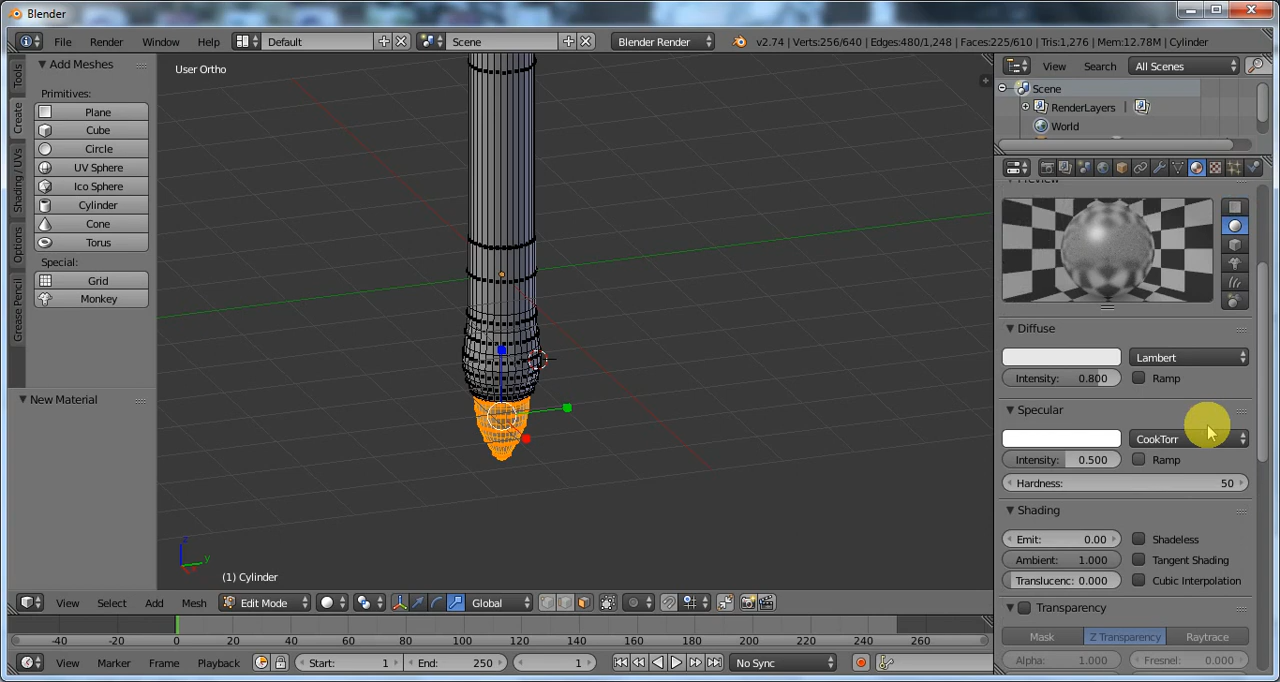 Blender
File Render Window Help Default Scene Blender Render v2.74 | Verts:256/640 | Edges:480/1,248 | Faces:225/610 | Tris:1,276 | Mem:12.78M | Cylinder
Tools
Create
Shading / UVs
Options
Grease Pencil
Add Meshes
Primitives:
Plane
Cube
Circle
UV Sphere
Ico Sphere
Cylinder
Cone
Torus
Special:
Grid
Monkey
New Material
User Ortho
z
y
(1) Cylinder
View Select Add Mesh Edit Mode Global
-40 -20 0 20 40 60 80 100 120 140 160 180 200 220 240 260
View Marker Frame Playback Start: 1 End: 250 1 No Sync
View Search All Scenes
Scene
RenderLayers |
World
Preview
Diffuse
Lambert
Intensity: 0.800 Ramp
Specular
CookTorr
Intensity: 0.500 Ramp
Hardness: 50
Shading
Emit: 0.00 Shadeless
Ambient: 1.000 Tangent Shading
Translucenc: 0.000 Cubic Interpolation
Transparency
Mask Z Transparency Raytrace
Alpha: 1.000 Fresnel: 0.000